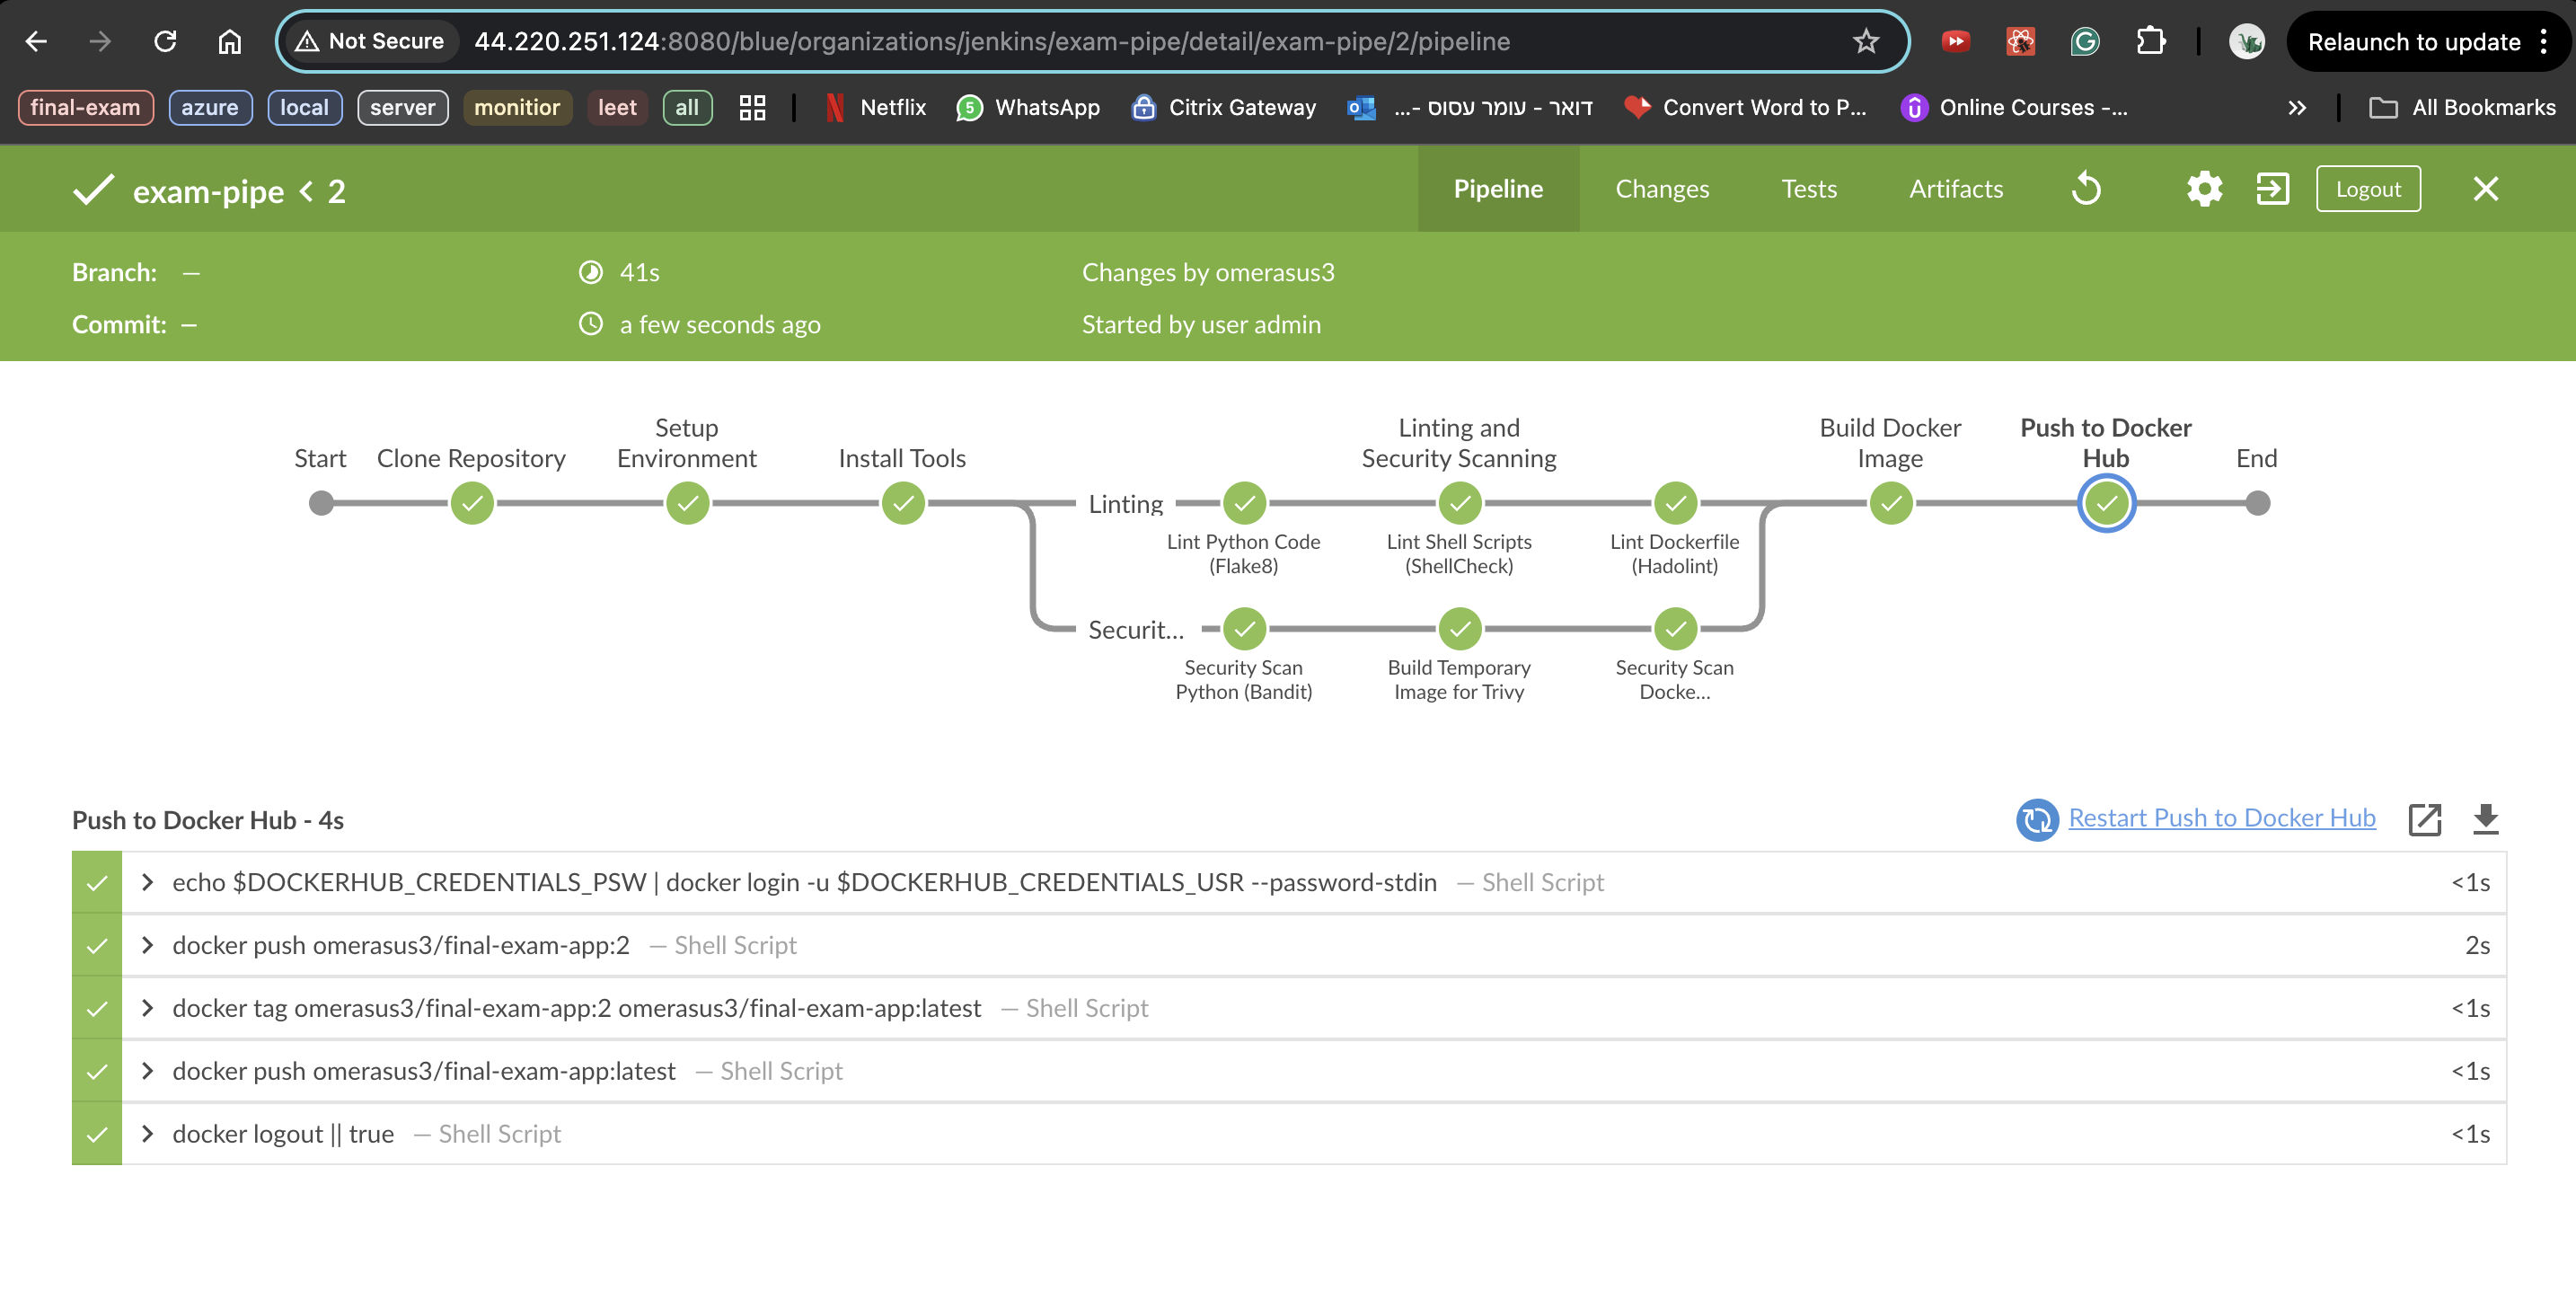 Not Secure 44.220.251.124:8080/blue/organizations/jenkins/exam-pipe/detail/exam-pipe/2/pipeline Relaunch to update
final-exam azure local server monitior leet all Netflix 5 WhatsApp Citrix Gateway דואר - עומר עסוס -... Convert Word to P... Online Courses -... All Bookmarks
exam-pipe < 2 Pipeline Changes Tests Artifacts Logout
Branch: — 41s Changes by omerasus3
Commit: — a few seconds ago Started by user admin
Start Clone Repository Setup Environment Install Tools Linting and Security Scanning Build Docker Image Push to Docker Hub End
Linting
Lint Python Code (Flake8) Lint Shell Scripts (ShellCheck) Lint Dockerfile (Hadolint)
Securit...
Security Scan Python (Bandit) Build Temporary Image for Trivy Security Scan Docke...
Push to Docker Hub - 4s Restart Push to Docker Hub
echo $DOCKERHUB_CREDENTIALS_PSW | docker login -u $DOCKERHUB_CREDENTIALS_USR --password-stdin — Shell Script <1s
docker push omerasus3/final-exam-app:2 — Shell Script 2s
docker tag omerasus3/final-exam-app:2 omerasus3/final-exam-app:latest — Shell Script <1s
docker push omerasus3/final-exam-app:latest — Shell Script <1s
docker logout || true — Shell Script <1s